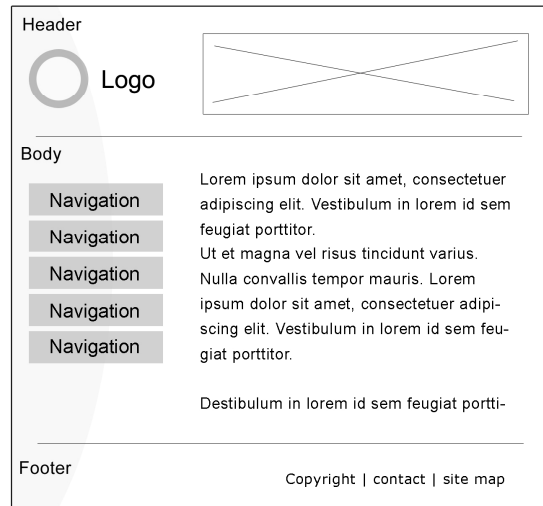 Header
Logo
Body
Navigation
Navigation
Navigation
Navigation
Navigation
Lorem ipsum dolor sit amet, consectetuer
adipiscing elit. Vestibulum in lorem id sem
feugiat porttitor.
Ut et magna vel risus tincidunt varius.
Nulla convallis tempor mauris. Lorem
ipsum dolor sit amet, consectetuer adipi-
scing elit. Vestibulum in lorem id sem feu-
giat porttitor.
Destibulum in lorem id sem feugiat portti-
Footer
Copyright | contact | site map